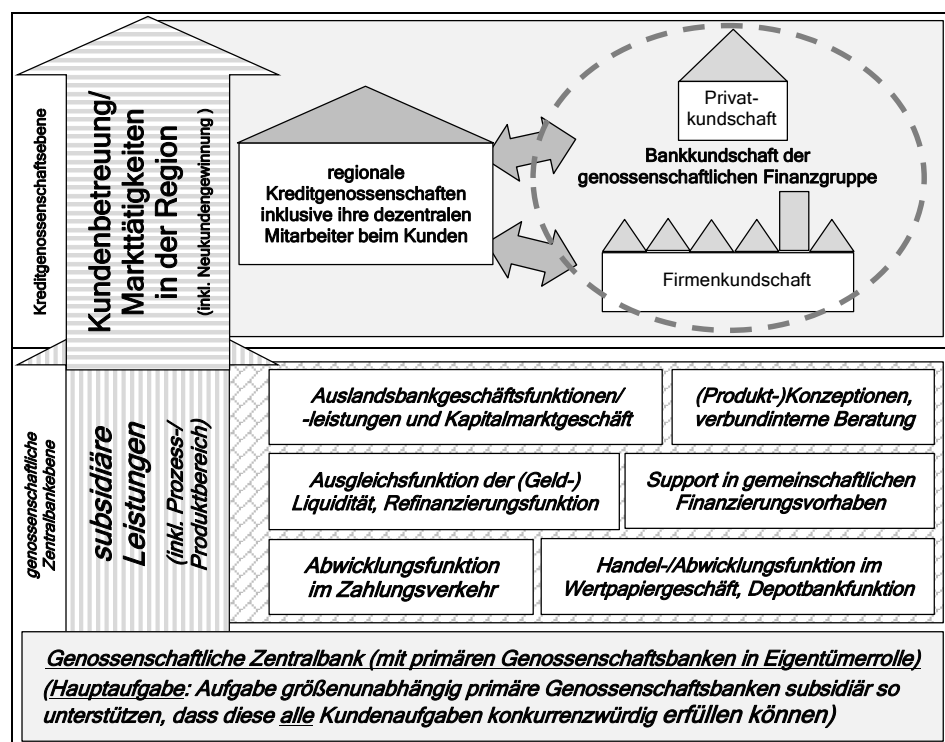 Kreditgenossenschaftsebene
Kundenbetreuung/
Markttätigkeiten
in der Region
(inkl. Neukundengewinnung )
regionale
Kreditgenossenschaften
inklusive ihre dezentralen
Mitarbeiter beim Kunden
Privat-
kundschaft
Bankkundschaft der
genossenschaftlichen Finanzgruppe
Firmenkundschaft
genossenschaftliche
Zentralbankebene
subsidiäre
Leistungen
(inkl. Prozess-/
Produktbereich)
Auslandsbankgeschäftsfunktionen/
-leistungen und Kapitalmarktgeschäft
(Produkt-)Konzeptionen,
verbundinterne Beratung
Ausgleichsfunktion der (Geld-)
Liquidität, Refinanzierungsfunktion
Support in gemeinschaftlichen
Finanzierungsvorhaben
Abwicklungsfunktion
im Zahlungsverkehr
Handel-/Abwicklungsfunktion im
Wertpapiergeschäft, Depotbankfunktion
Genossenschaftliche Zentralbank (mit primären Genossenschaftsbanken in Eigentümerrolle)
(Hauptaufgabe: Aufgabe größenunabhängig primäre Genossenschaftsbanken subsidiär so
unterstützen, dass diese alle Kundenaufgaben konkurrenzwürdig erfüllen können)